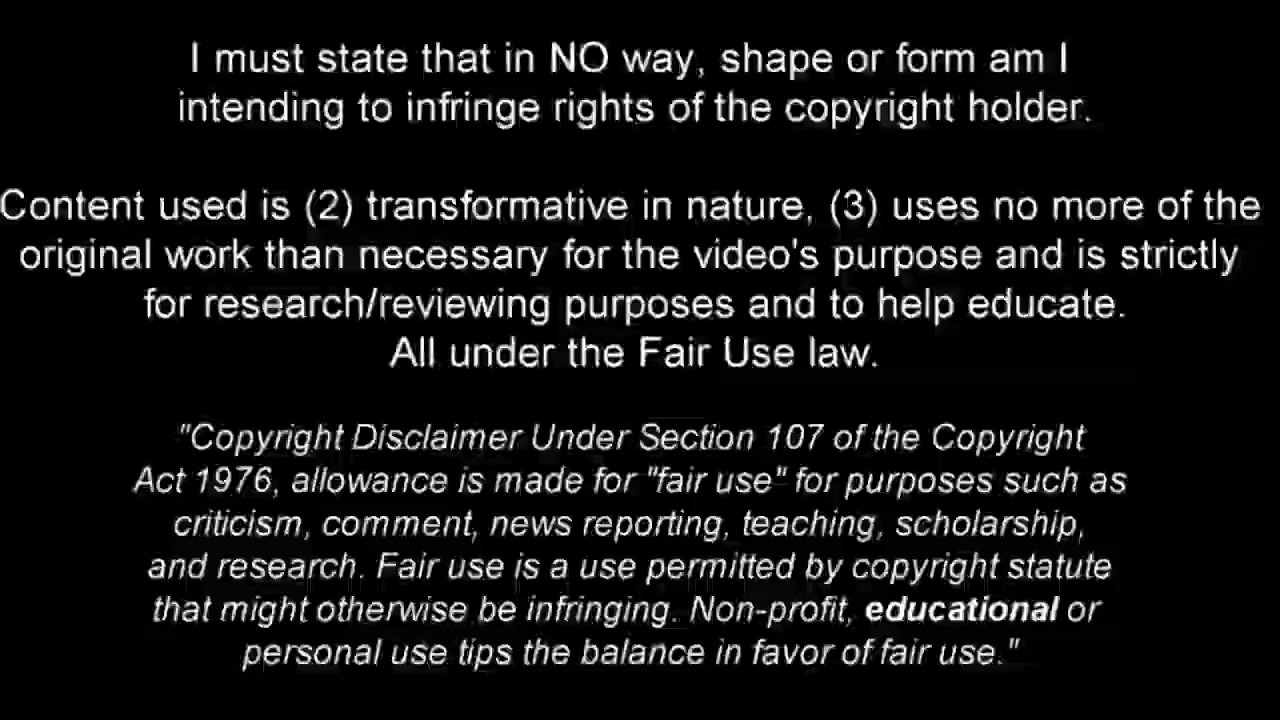 I must state that in NO way, shape or form am I
intending to infringe rights of the copyright holder.
Content used is (2) transformative in nature, (3) uses no more of the
original work than necessary for the video's purpose and is strictly
for research/reviewing purposes and to help educate.
All under the Fair Use law.
"Copyright Disclaimer Under Section 107 of the Copyright
Act 1976, allowance is made for "fair use" for purposes such as
criticism, comment, news reporting, teaching, scholarship,
and research. Fair use is a use permitted by copyright statute
that might otherwise be infringing. Non-profit, educational or
personal use tips the balance in favor of fair use."